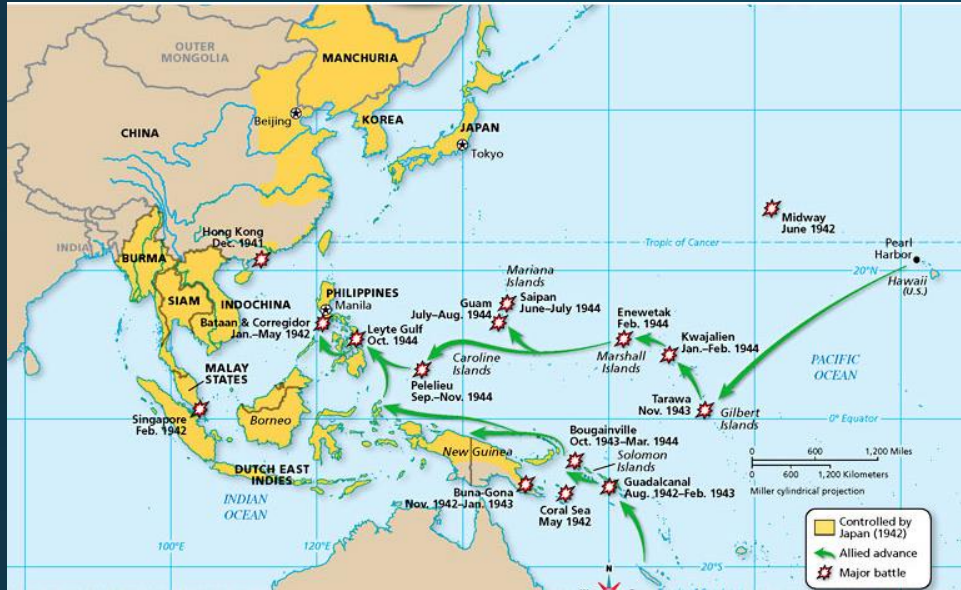 OUTER
MONGOLIA
MANCHURIA
Beijing
KOREA
JAPAN
Tokyo
CHINA
Midway
June 1942
Hong Kong
Dec. 1941
INDIA
BURMA
Tropic of Cancer
Pearl
Harbor
20°N
Hawaii
(U.S.)
Mariana
Islands
SIAM
INDOCHINA
PHILIPPINES
Manila
Guam
July–Aug. 1944
Saipan
June–July 1944
Bataan & Corregidor
Jan.–May 1942
Leyte Gulf
Oct. 1944
Enewetak
Feb. 1944
Kwajalien
Jan.–Feb. 1944
Caroline
Islands
Marshall
Islands
PACIFIC
OCEAN
MALAY
STATES
Pelelieu
Sep.–Nov. 1944
Tarawa
Nov. 1943
Gilbert
Islands
Singapore
Feb. 1942
Borneo
0° Equator
Bougainville
Oct. 1943–Mar. 1944
New Guinea
Solomon
Islands
0 600 1,200 Miles
0 600 1,200 Kilometers
Miller cylindrical projection
DUTCH EAST
INDIES
Guadalcanal
Aug. 1942–Feb. 1943
INDIAN
OCEAN
Buna-Gona
Nov. 1942–Jan. 1943
Coral Sea
May 1942
Controlled by
Japan (1942)
Allied advance
Major battle
100°E
120°E
N
20°S